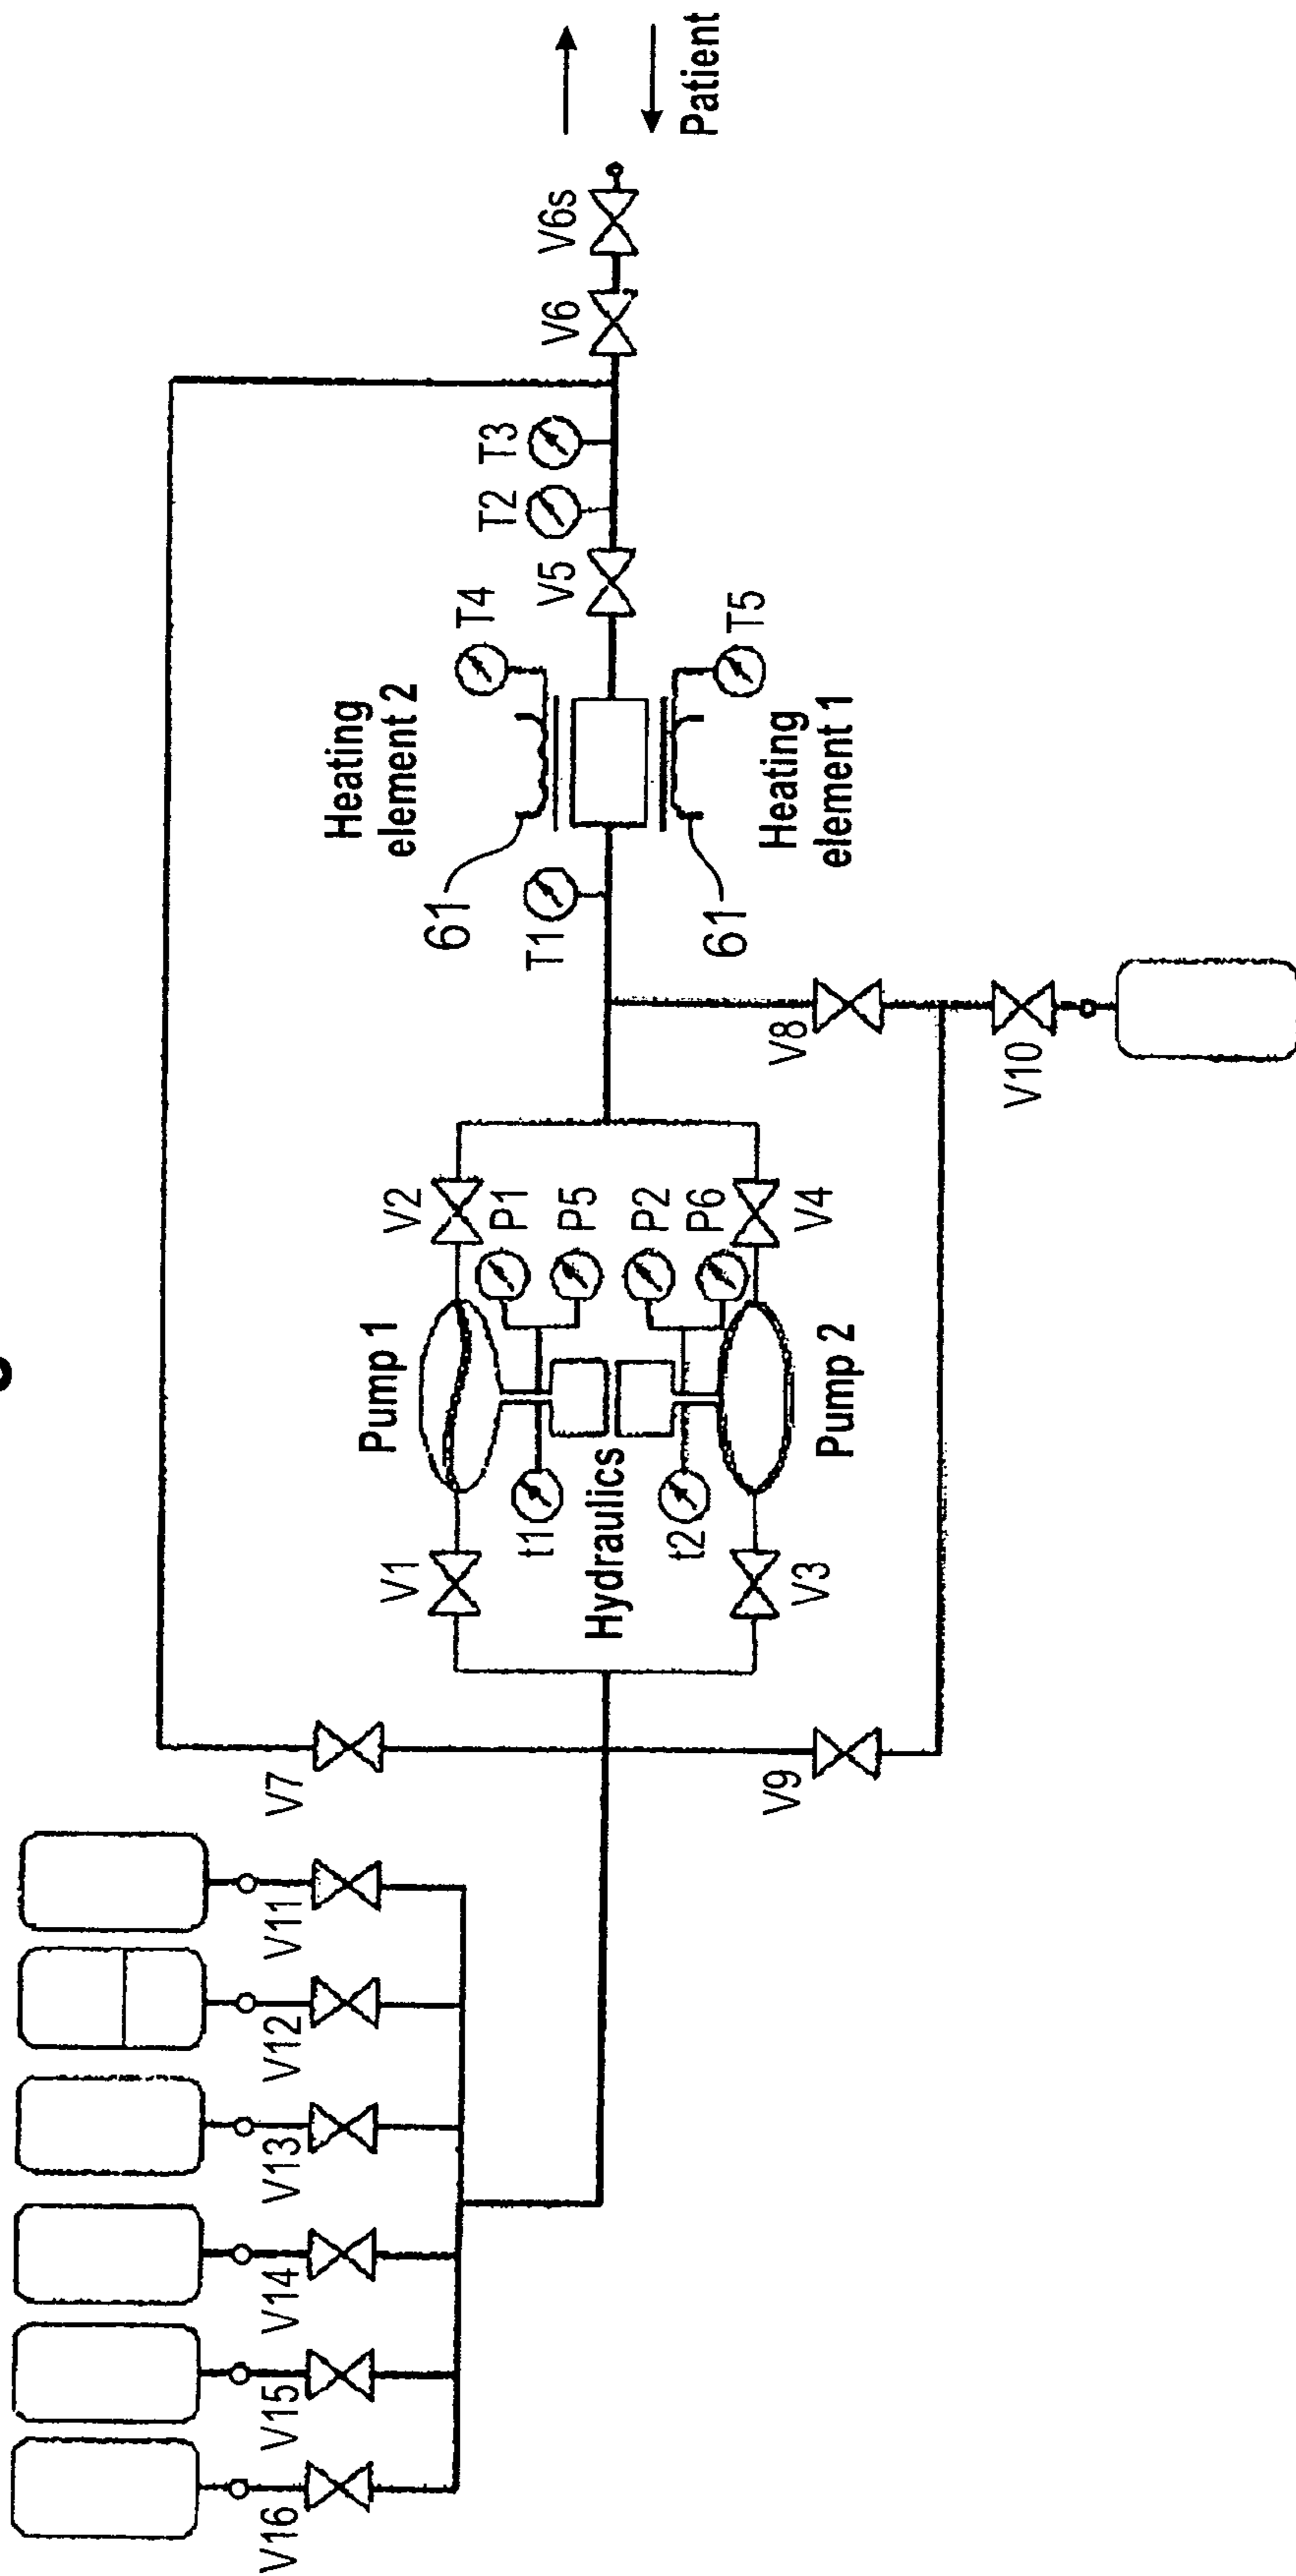 V16
V15
V14
V13
V12
V11
V7
V9
V1
V3
t1
t2
Hydraulics
Pump 1
Pump 2
V2
P1
P5
P2
P6
V4
V8
V10
T1
61
61
Heating
element 2
Heating
element 1
T4
T5
V5
T2
T3
V6
V6s
Patient